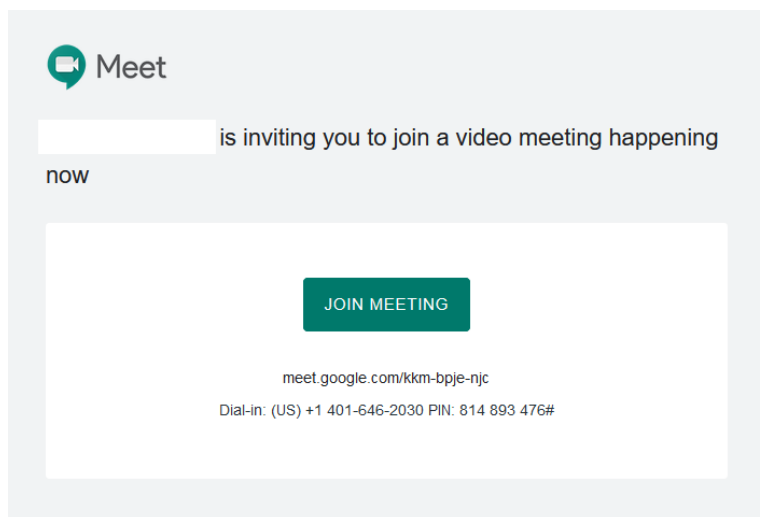 Meet
is inviting you to join a video meeting happening
now
JOIN MEETING
meet.google.com/kkm-bpje-njc
Dial-in: (US) +1 401-646-2030 PIN: 814 893 476#